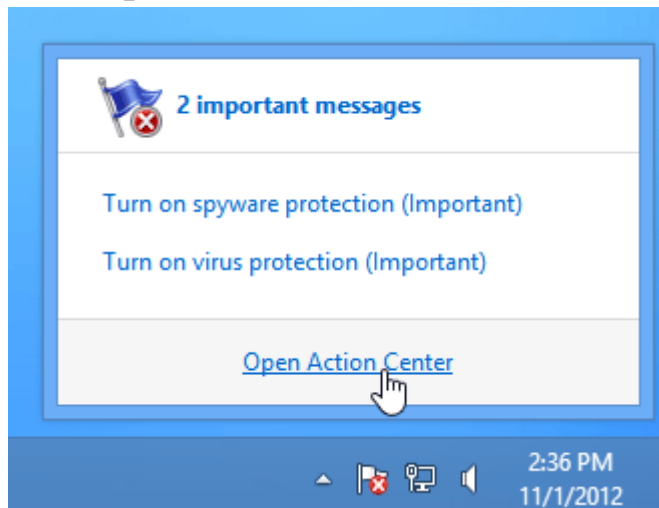 2 important messages
Turn on spyware protection (Important)
Turn on virus protection (Important)
Open Action Center
2:36 PM
11/1/2012